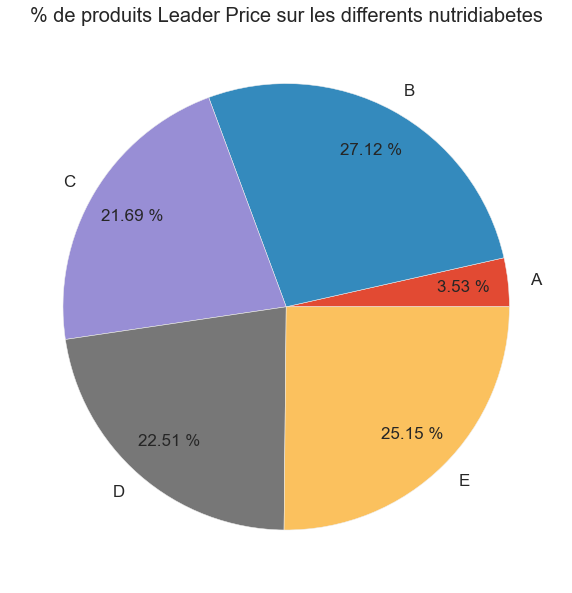 % de produits Leader Price sur les differents nutridiabetes
B
27.12 %
C
21.69 %
A
3.53 %
22.51 %
D
25.15 %
E